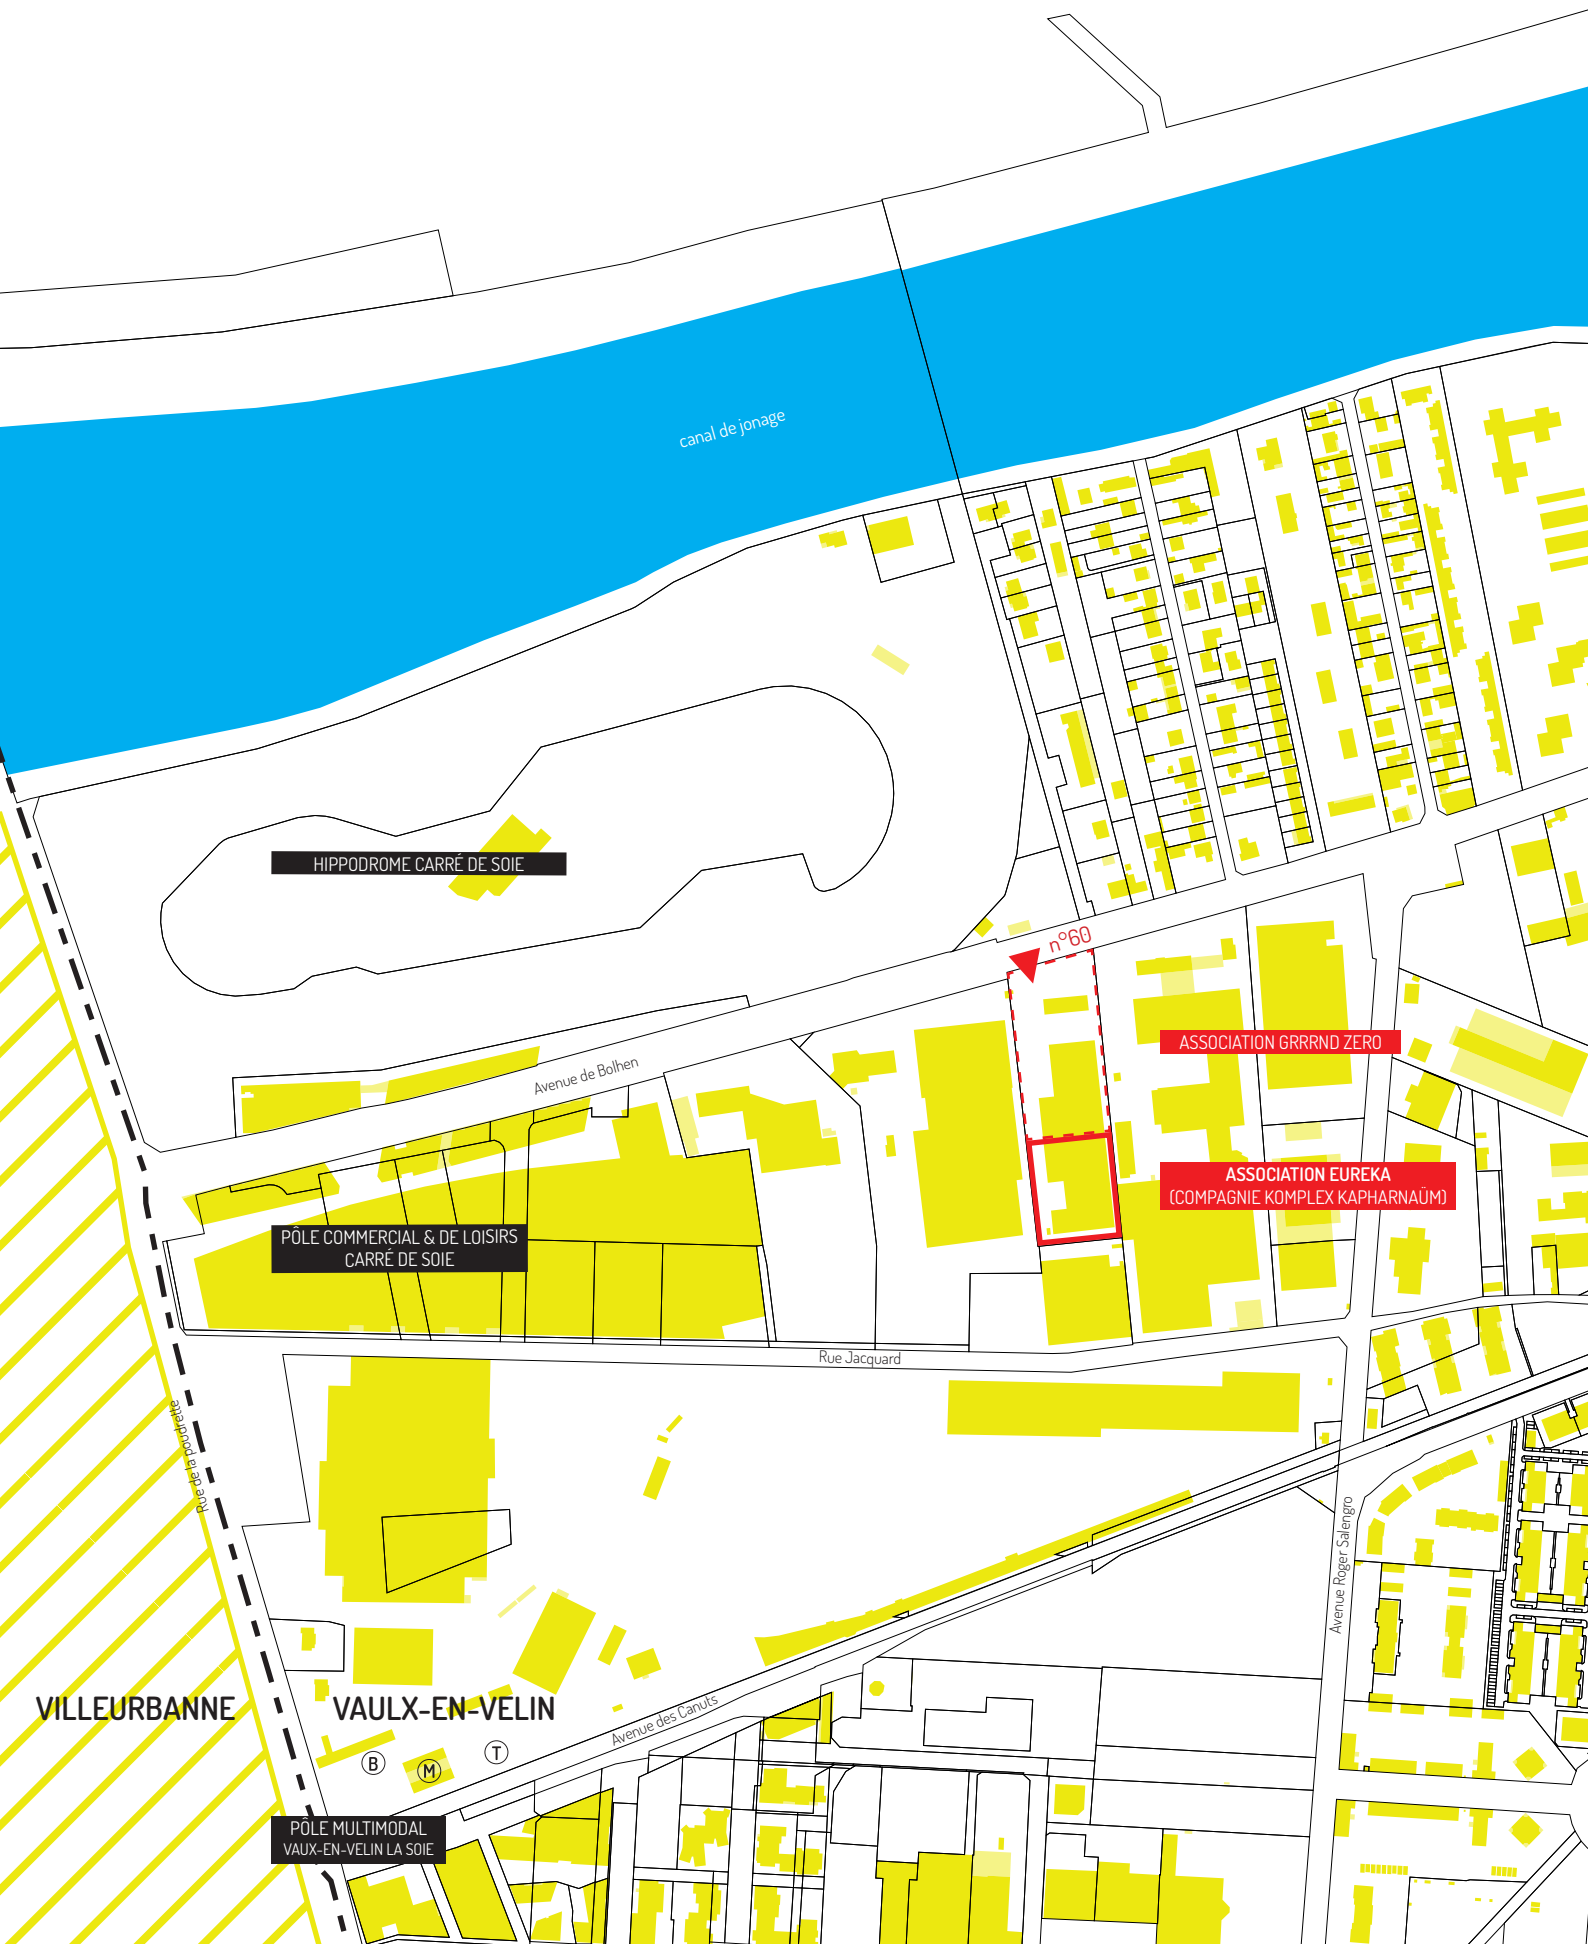 canal de jonage
HIPPODROME CARRÉ DE SOIE
n°60
ASSOCIATION GRRRND ZERO
Avenue de Bolhen
ASSOCIATION EUREKA
(COMPAGNIE KOMPLEX KAPHARNAÜM)
PÔLE COMMERCIAL & DE LOISIRS
CARRÉ DE SOIE
Rue Jacquard
Rue de la poudrette
Avenue Roger Salengro
VILLEURBANNE
VAULX-EN-VELIN
Avenue des Canuts
B
M
T
PÔLE MULTIMODAL
VAUX-EN-VELIN LA SOIE